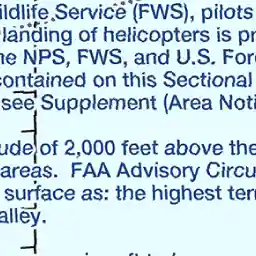 ildlife Service (FWS), pilots
landing of helicopters is pr
he NPS, FWS, and U.S. For
contained on this Sectional
see Supplement (Area Noti
ude of 2,000 feet above the
areas. FAA Advisory Circu
surface as: the highest terr
alley.